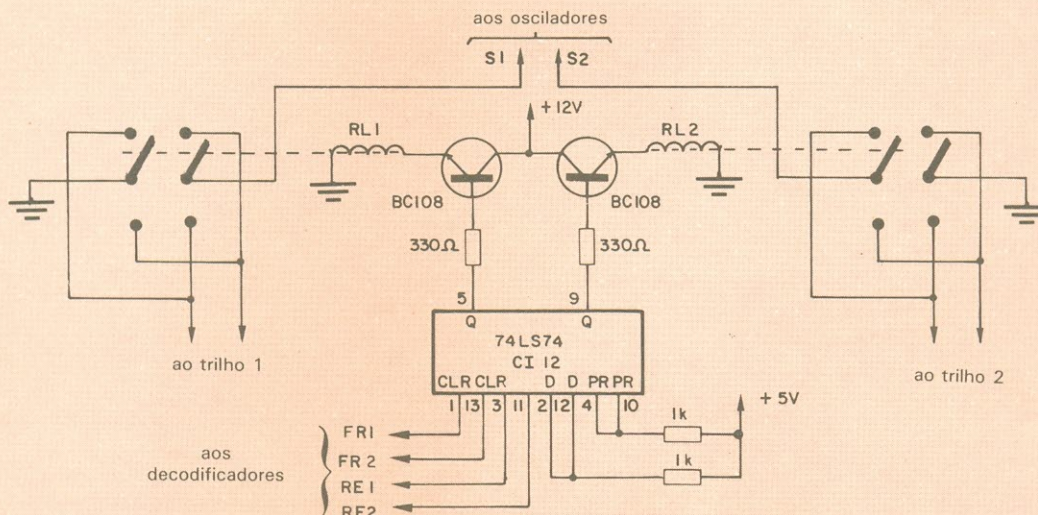 aos osciladores
S1 S2
+12V
RL1 RL2
BC108 BC108
330Ω 330Ω
5 9
Q Q
74LS74
CI 12
CLR CLR D D PR PR
1 13 3 11 2 12 4 10
ao trilho 1
ao trilho 2
+5V
1k
1k
aos
decodificadores
FR1
FR2
RE1
RE2